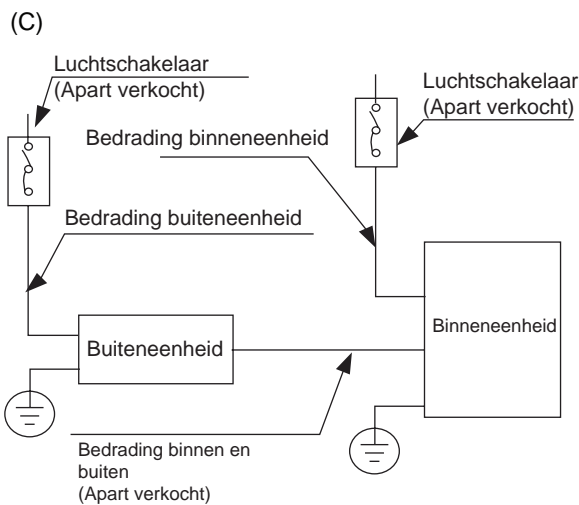 (C)
Luchtschakelaar
(Apart verkocht)
Luchtschakelaar
(Apart verkocht)
Bedrading binneneenheid
Bedrading buiteneenheid
Buiteneenheid
Binneneenheid
Bedrading binnen en
buiten
(Apart verkocht)